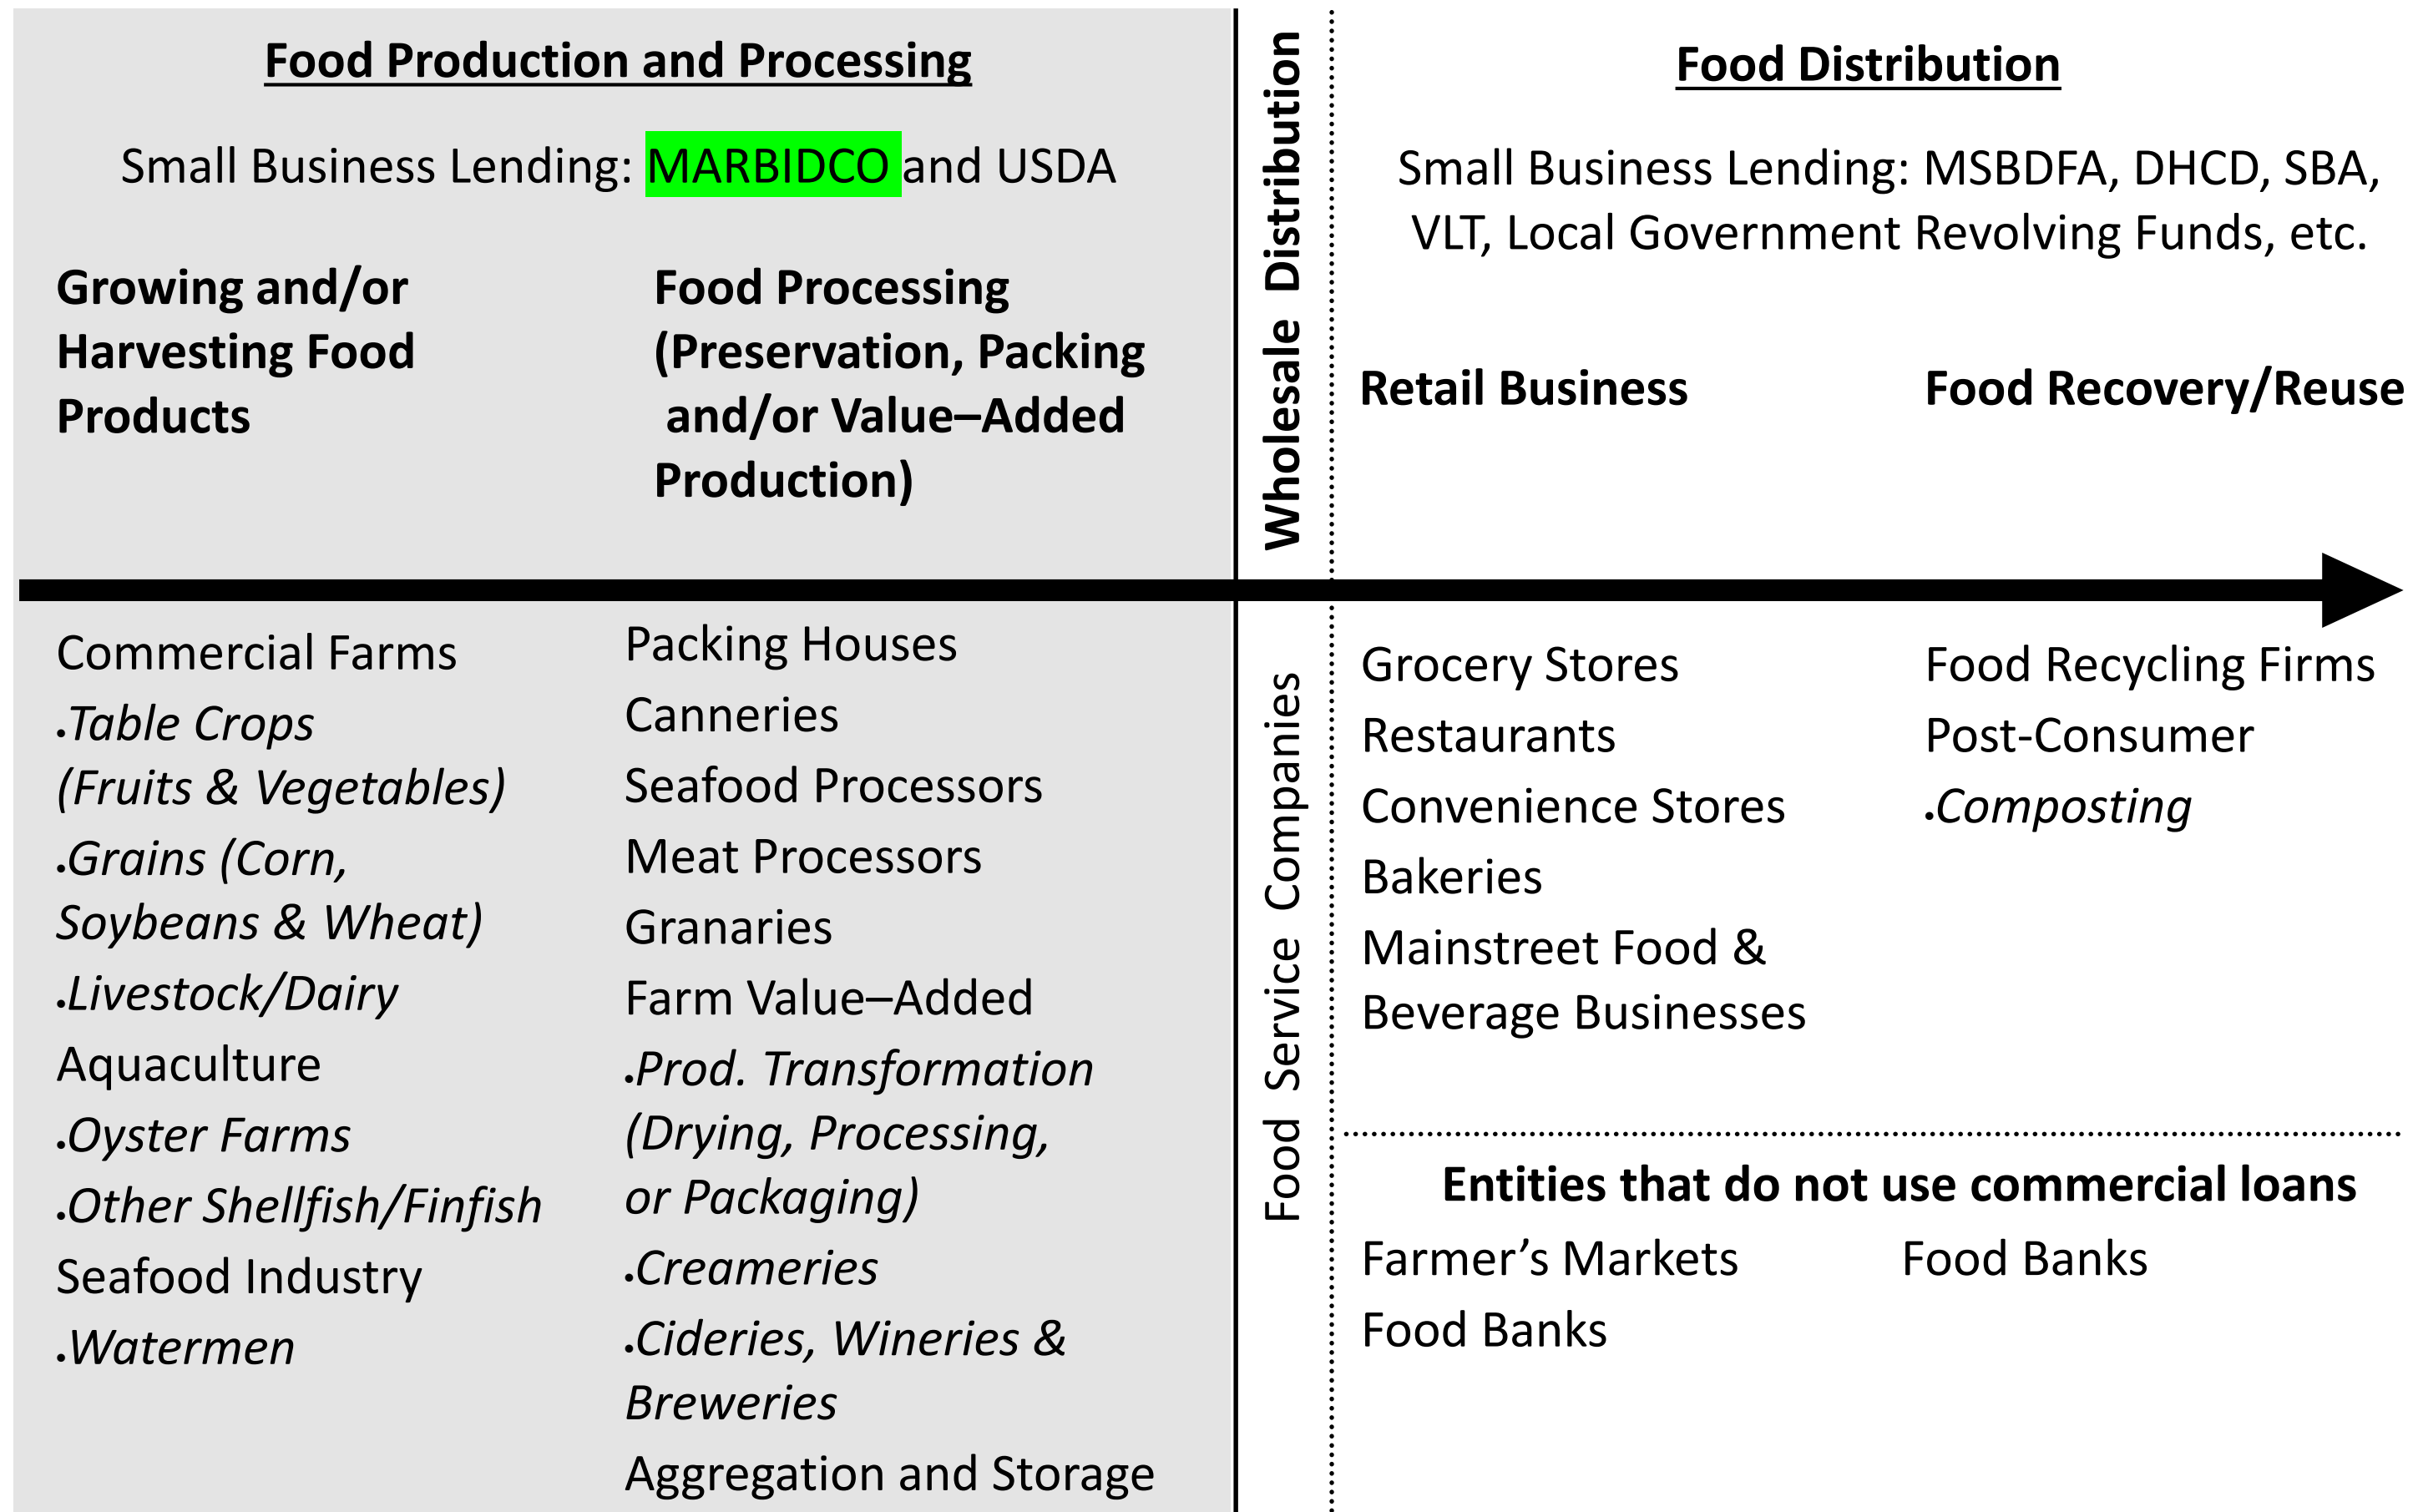 Food Production and Processing
Small Business Lending: MARBIDCO and USDA
Growing and/or
Harvesting Food
Products
Food Processing
(Preservation, Packing
and/or Value–Added
Production)
Commercial Farms
•Table Crops
(Fruits & Vegetables)
•Grains (Corn,
Soybeans & Wheat)
•Livestock/Dairy
Aquaculture
•Oyster Farms
•Other Shellfish/Finfish
Seafood Industry
•Watermen
Packing Houses
Canneries
Seafood Processors
Meat Processors
Granaries
Farm Value–Added
•Prod. Transformation
(Drying, Processing,
or Packaging)
•Creameries
•Cideries, Wineries &
Breweries
Aggregation and Storage
Wholesale Distribution
Food Service Companies
Food Distribution
Small Business Lending: MSBDFA, DHCD, SBA,
VLT, Local Government Revolving Funds, etc.
Retail Business
Food Recovery/Reuse
Grocery Stores
Restaurants
Convenience Stores
Bakeries
Mainstreet Food &
Beverage Businesses
Food Recycling Firms
Post-Consumer
•Composting
Entities that do not use commercial loans
Farmer’s Markets
Food Banks
Food Banks